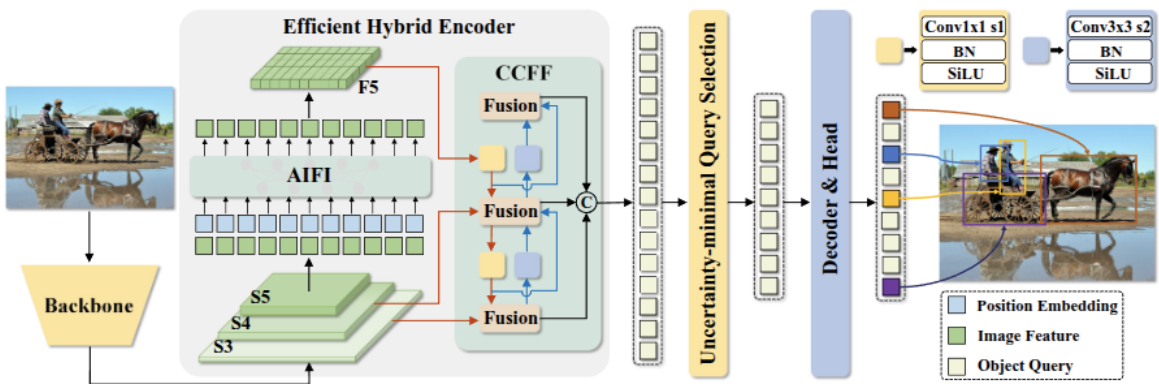 Efficient Hybrid Encoder
F5
CCFF
Fusion
AIFI
Fusion
C
Fusion
S5
S4
S3
Backbone
Uncertainty-minimal Query Selection
Decoder & Head
Conv1x1 s1
BN
SiLU
Conv3x3 s2
BN
SiLU
Position Embedding
Image Feature
Object Query